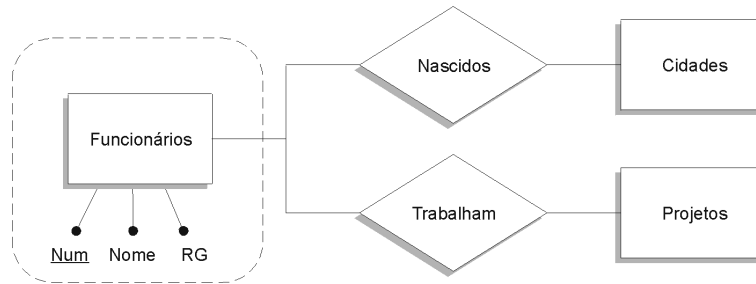 Nascidos
Cidades
Funcionários
Trabalham
Projetos
Num
Nome
RG